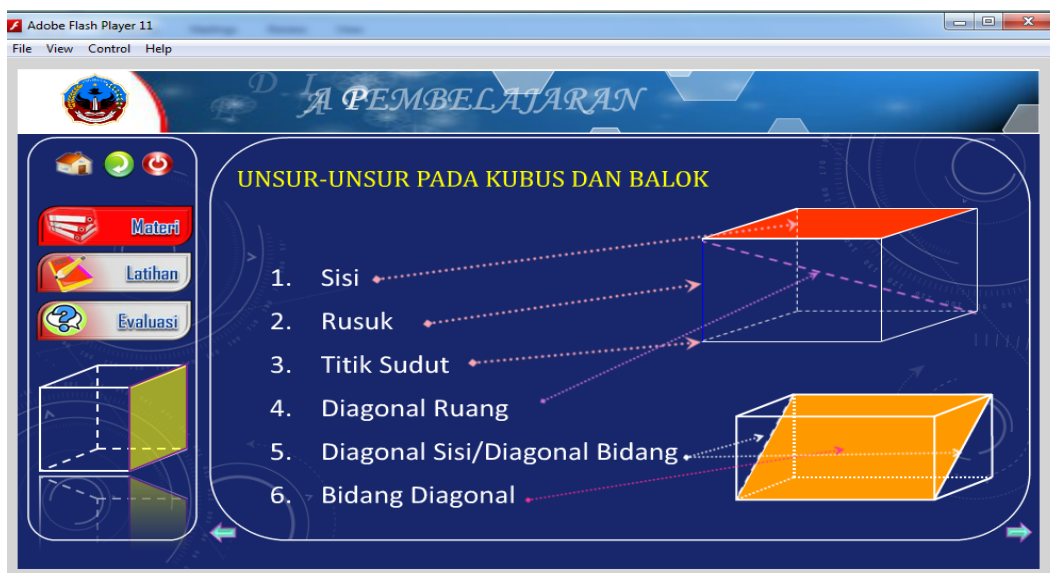 Adobe Flash Player 11
File View Control Help
PEMBELAJARAN
UNSUR-UNSUR PADA KUBUS DAN BALOK
Materi
Latihan
Evaluasi
1. Sisi
2. Rusuk
3. Titik Sudut
4. Diagonal Ruang
5. Diagonal Sisi/Diagonal Bidang
6. Bidang Diagonal